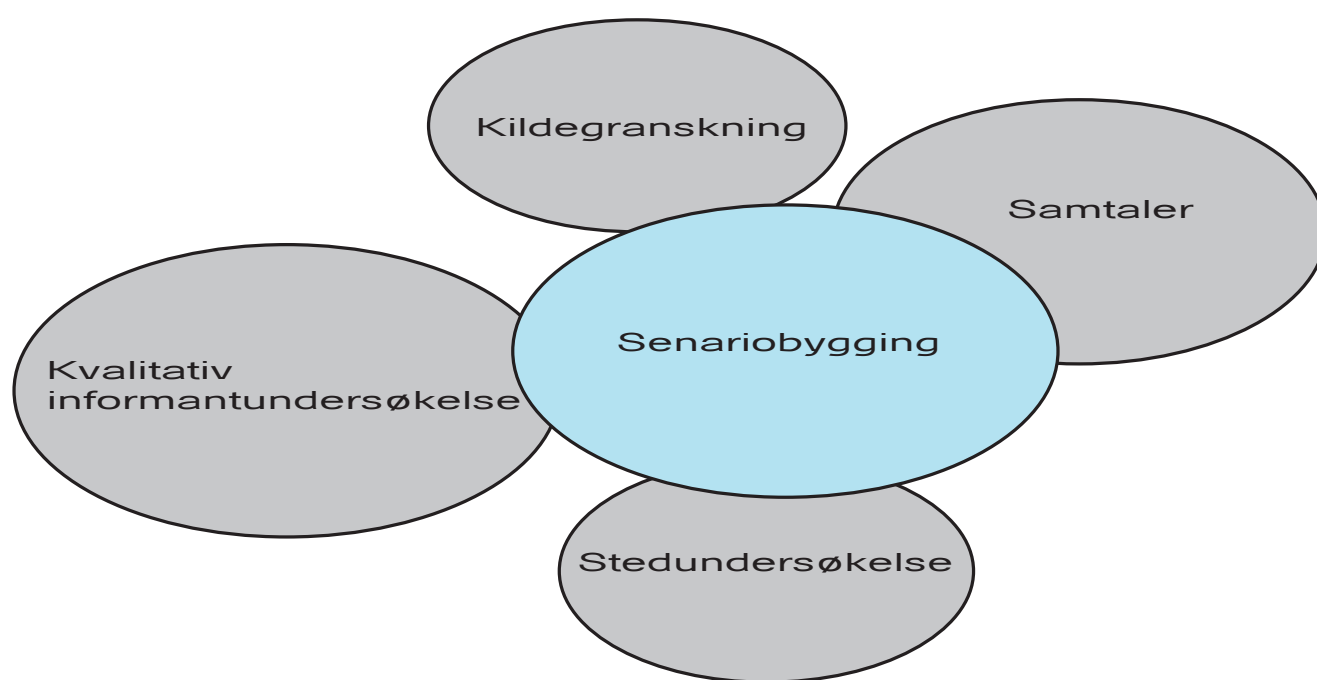 Kildegranskning
Samtaler
Senariobygging
Kvalitativ
informantundersøkelse
Stedundersøkelse